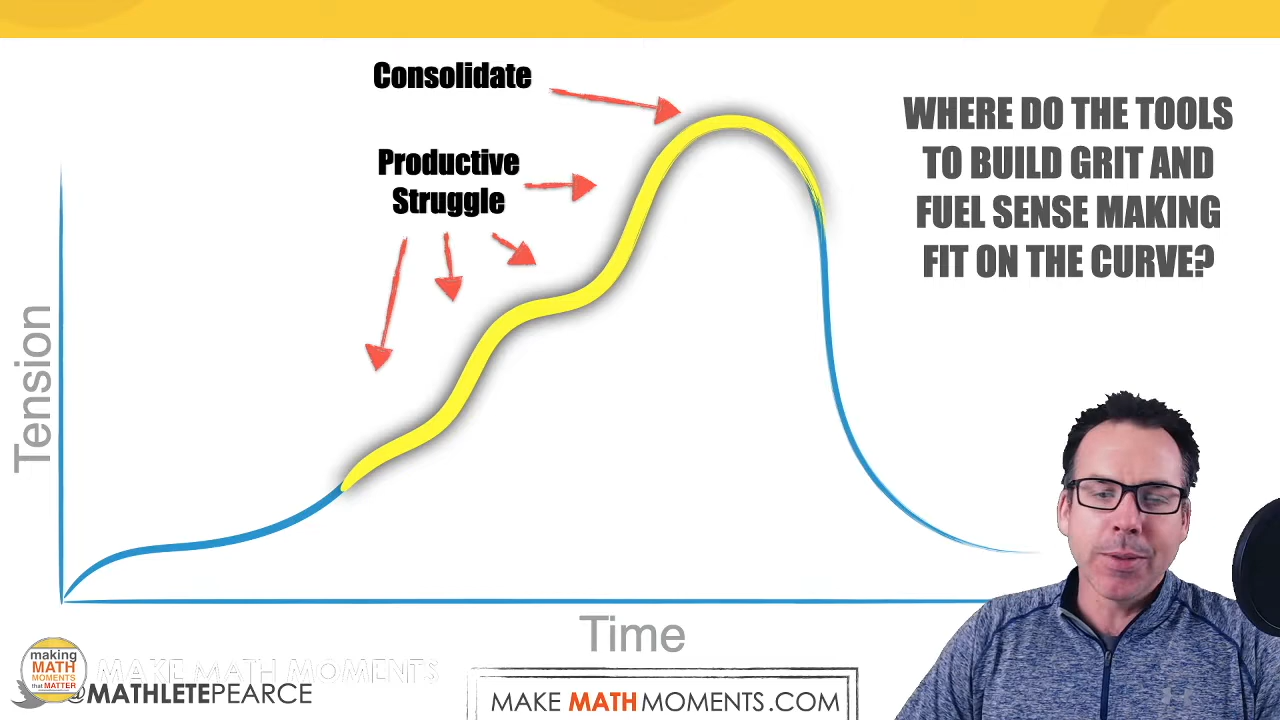 Consolidate
Productive
Struggle
WHERE DO THE TOOLS
TO BUILD GRIT AND
FUEL SENSE MAKING
FIT ON THE CURVE?
Tension
Time
making
MATH
MOMENTS
that MATTER
MAKE MATH MOMENTS
@MATHLETEPEARCE
MAKE MATH MOMENTS.COM